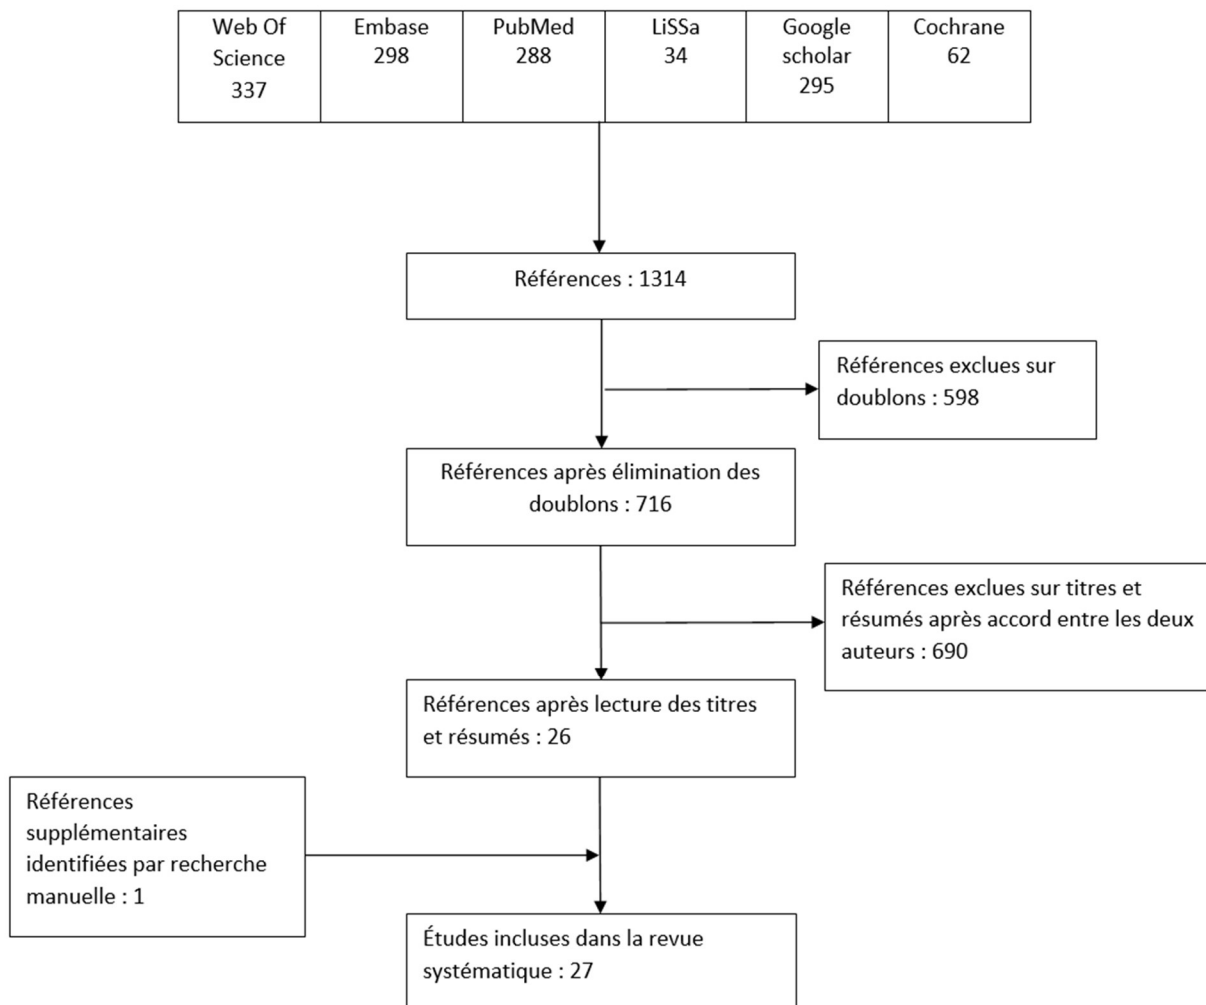 Web Of
Science
337
Embase
298
PubMed
288
LiSSa
34
Google
scholar
295
Cochrane
62
Références : 1314
Références exclues sur
doublons : 598
Références après élimination des
doublons : 716
Références exclues sur titres et
résumés après accord entre les deux
auteurs : 690
Références après lecture des titres
et résumés : 26
Références
supplémentaires
identifiées par recherche
manuelle : 1
Études incluses dans la revue
systématique : 27